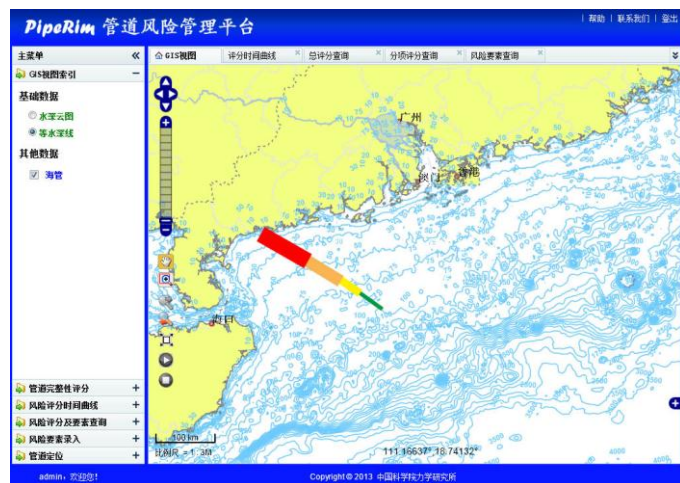 PipeRim 管道风险管理平台
| 帮助 | 联系我们 | 登出
主菜单 «
GIS视图 评分时间曲线 总评分查询 分项评分查询 风险要素查询
GIS视图索引
基础数据
水深云图
等水深线
其他数据
海管
广州
澳门
香港
海口
管道完整性评分 +
风险评分时间曲线 +
风险评分及要素查询 +
风险要素录入 +
管道定位 +
100 km
比例尺 = 1 : 3M
111.16637°, 18.74132°
admin, 欢迎您!
Copyright © 2013 中国科学院力学研究所